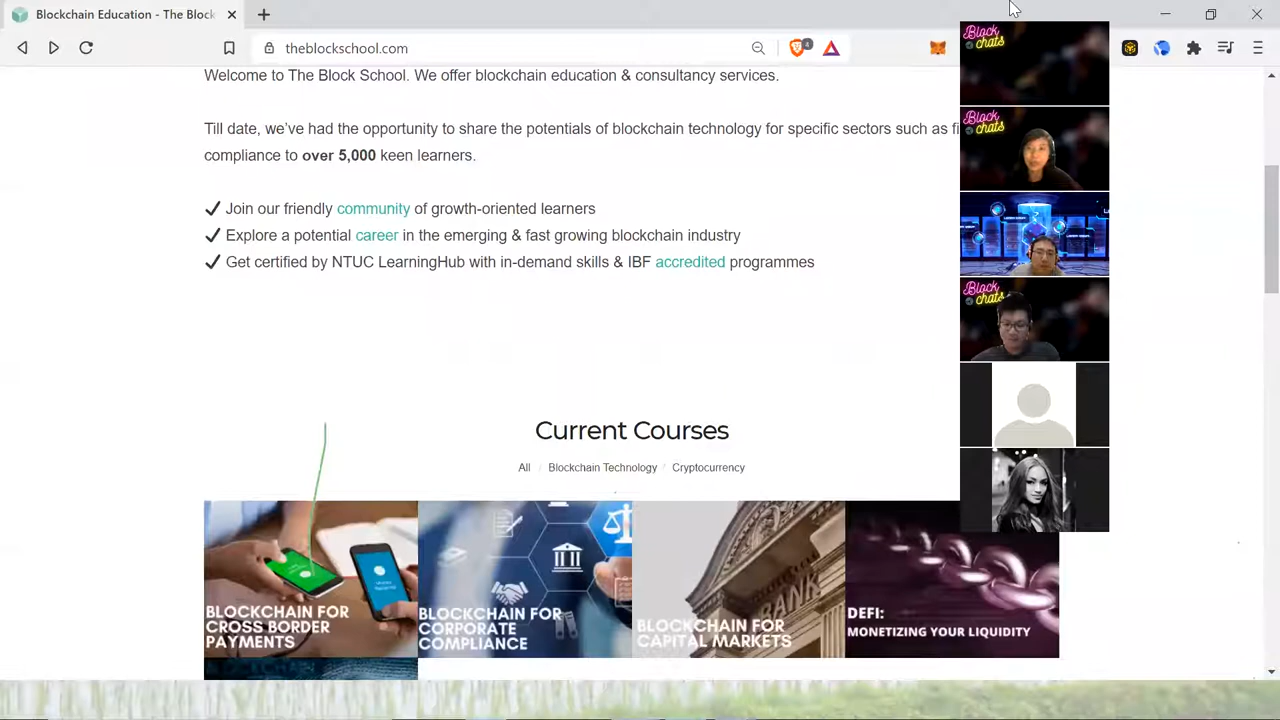 Blockchain Education - The Block
theblockschool.com
4
Welcome to The Block School. We offer blockchain education & consultancy services.
Till date, we've had the opportunity to share the potentials of blockchain technology for specific sectors such as
compliance to over 5,000 keen learners.
Join our friendly community of growth-oriented learners
Explore a potential career in the emerging & fast growing blockchain industry
Get certified by NTUC LearningHub with in-demand skills & IBF accredited programmes
Current Courses
All / Blockchain Technology / Cryptocurrency
BLOCKCHAIN FOR
CROSS BORDER
PAYMENTS
BLOCKCHAIN FOR
CORPORATE
COMPLIANCE
BLOCKCHAIN FOR
CAPITAL MARKETS
BANK
DEFI:
MONETIZING YOUR LIQUIDITY
Block
chats
Block
chats
Block
chats